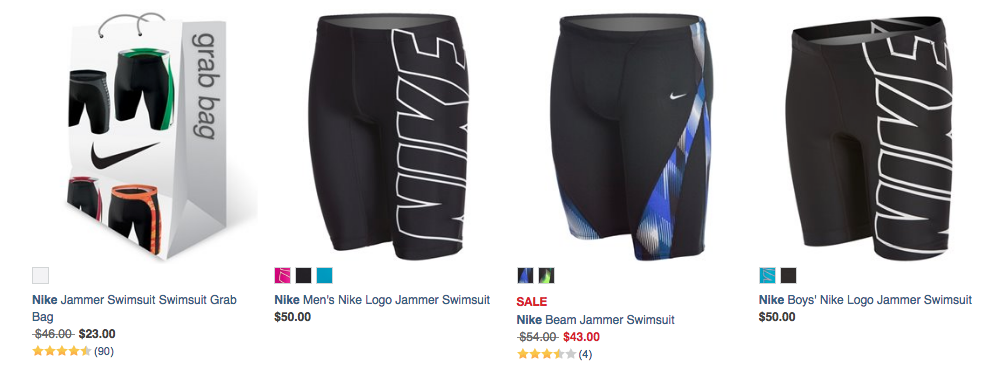 grab bag
NIKE
NIKE
Nike Jammer Swimsuit Swimsuit Grab
Bag
$46.00 $23.00
(90)
Nike Men's Nike Logo Jammer Swimsuit
$50.00
SALE
Nike Beam Jammer Swimsuit
$54.00 $43.00
(4)
Nike Boys' Nike Logo Jammer Swimsuit
$50.00